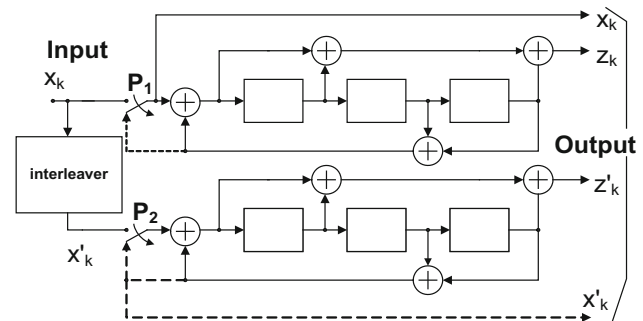 x_k
Input
z_k
x_k
P_1
Output
interleaver
P_2
z'_k
x'_k
x'_k